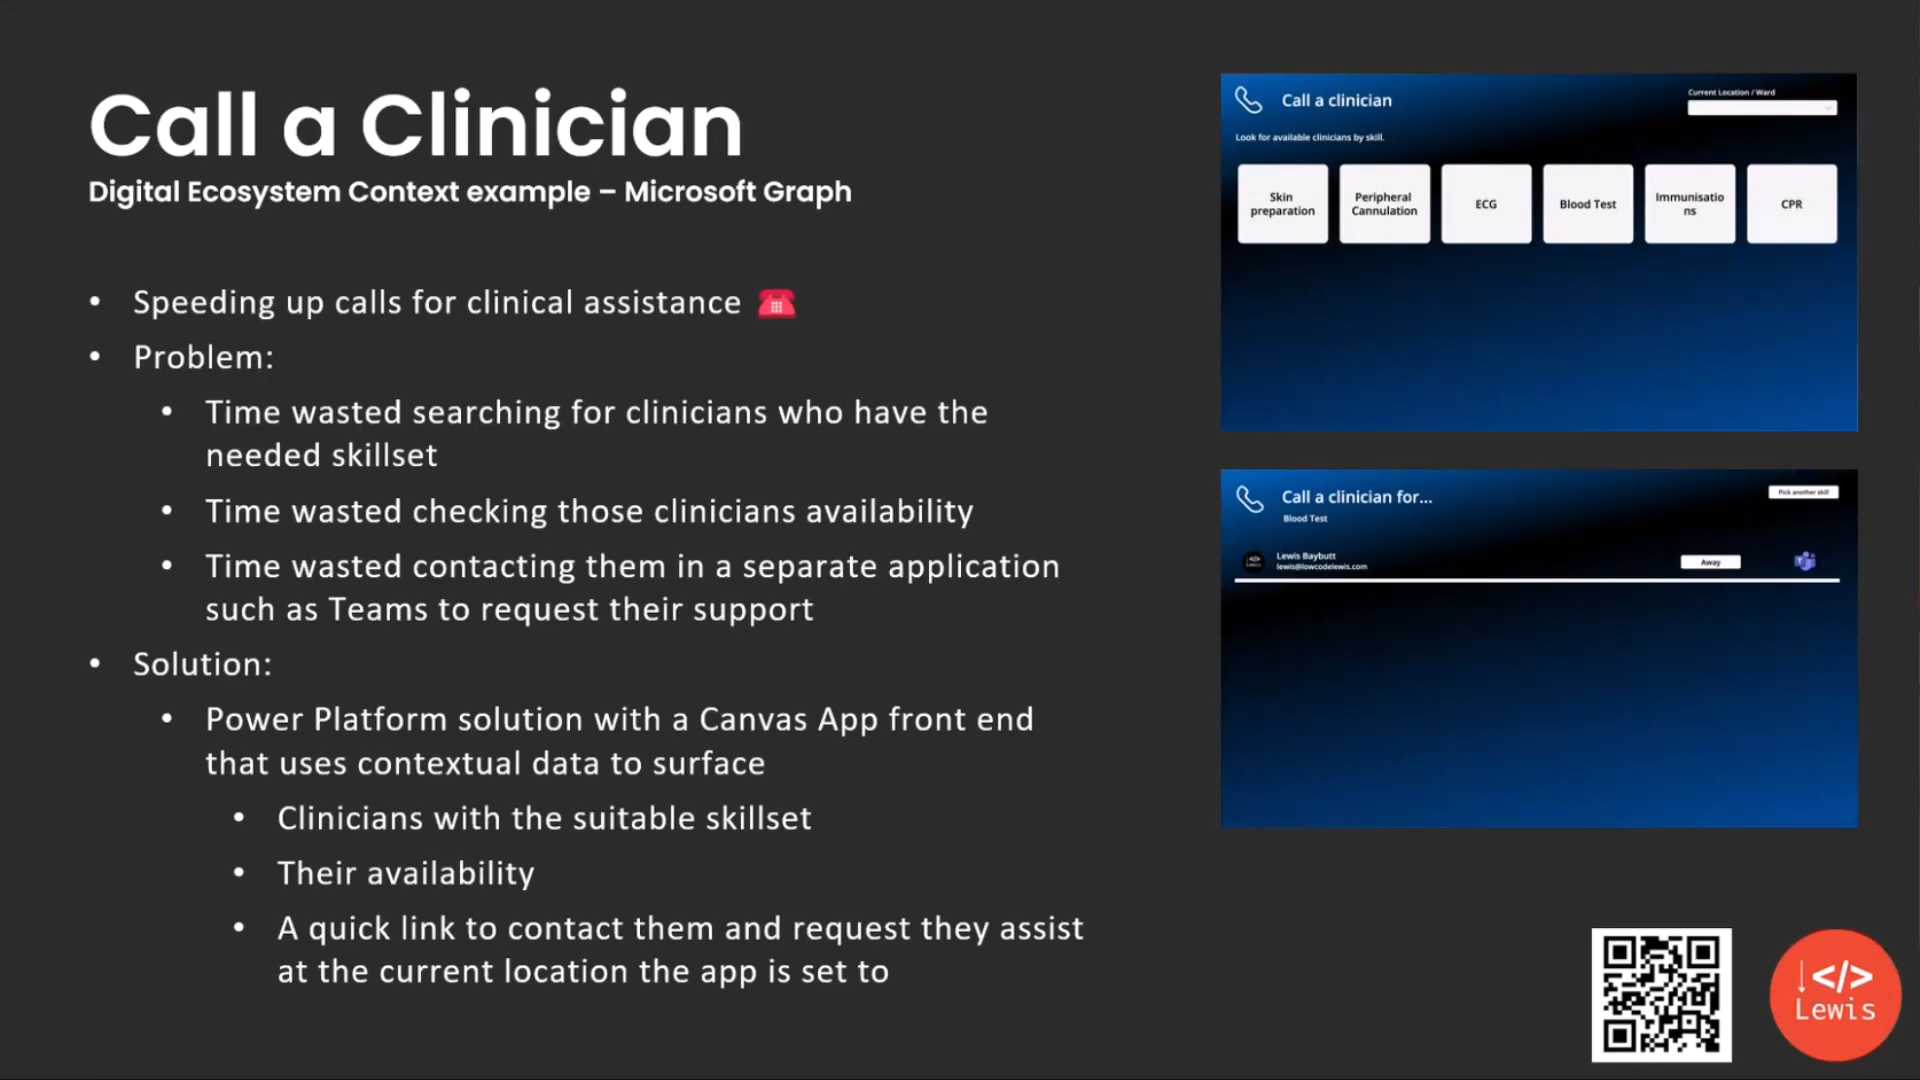 Call a Clinician
Digital Ecosystem Context example – Microsoft Graph
• Speeding up calls for clinical assistance
• Problem:
• Time wasted searching for clinicians who have the
needed skillset
• Time wasted checking those clinicians availability
• Time wasted contacting them in a separate application
such as Teams to request their support
• Solution:
• Power Platform solution with a Canvas App front end
that uses contextual data to surface
• Clinicians with the suitable skillset
• Their availability
• A quick link to contact them and request they assist
at the current location the app is set to
Call a clinician
Current Location / Ward
Look for available clinicians by skill.
Skin
preparation
Peripheral
Cannulation
ECG
Blood Test
Immunisatio
ns
CPR
Call a clinician for...
Blood Test
Pick another skill
Lewis Baybutt
lewis@lowcodelewis.com
Away
↓</>
Lewis